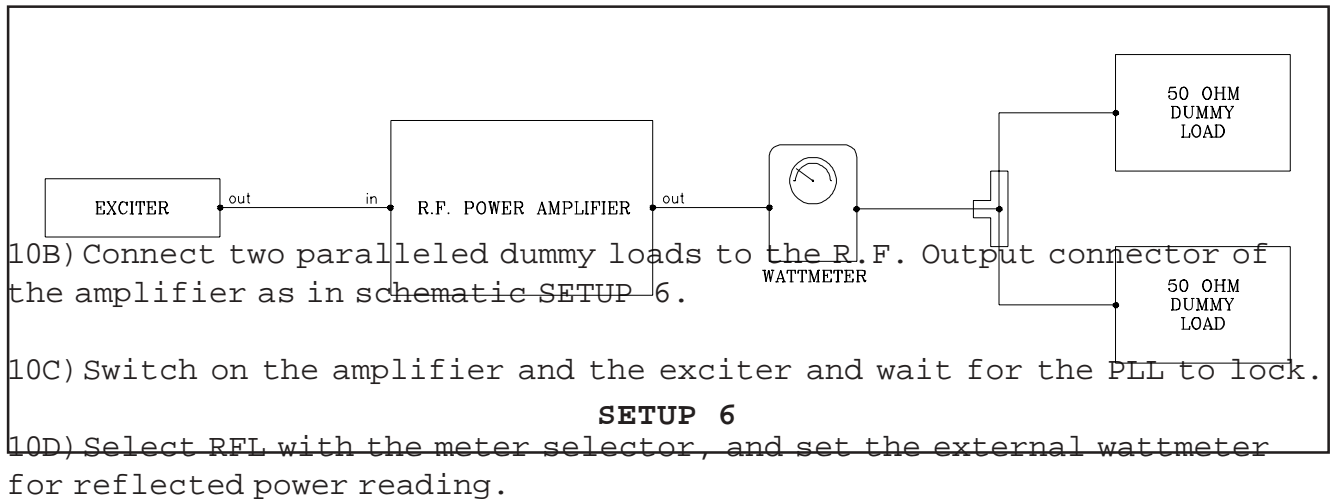 50 OHM
DUMMY
LOAD
EXCITER
out
in
R.F. POWER AMPLIFIER
out
WATTMETER
50 OHM
DUMMY
LOAD
10B) Connect two paralleled dummy loads to the R.F. Output connector of
the amplifier as in schematic SETUP 6.
10C) Switch on the amplifier and the exciter and wait for the PLL to lock.
SETUP 6
10D) Select RFL with the meter selector, and set the external wattmeter
for reflected power reading.